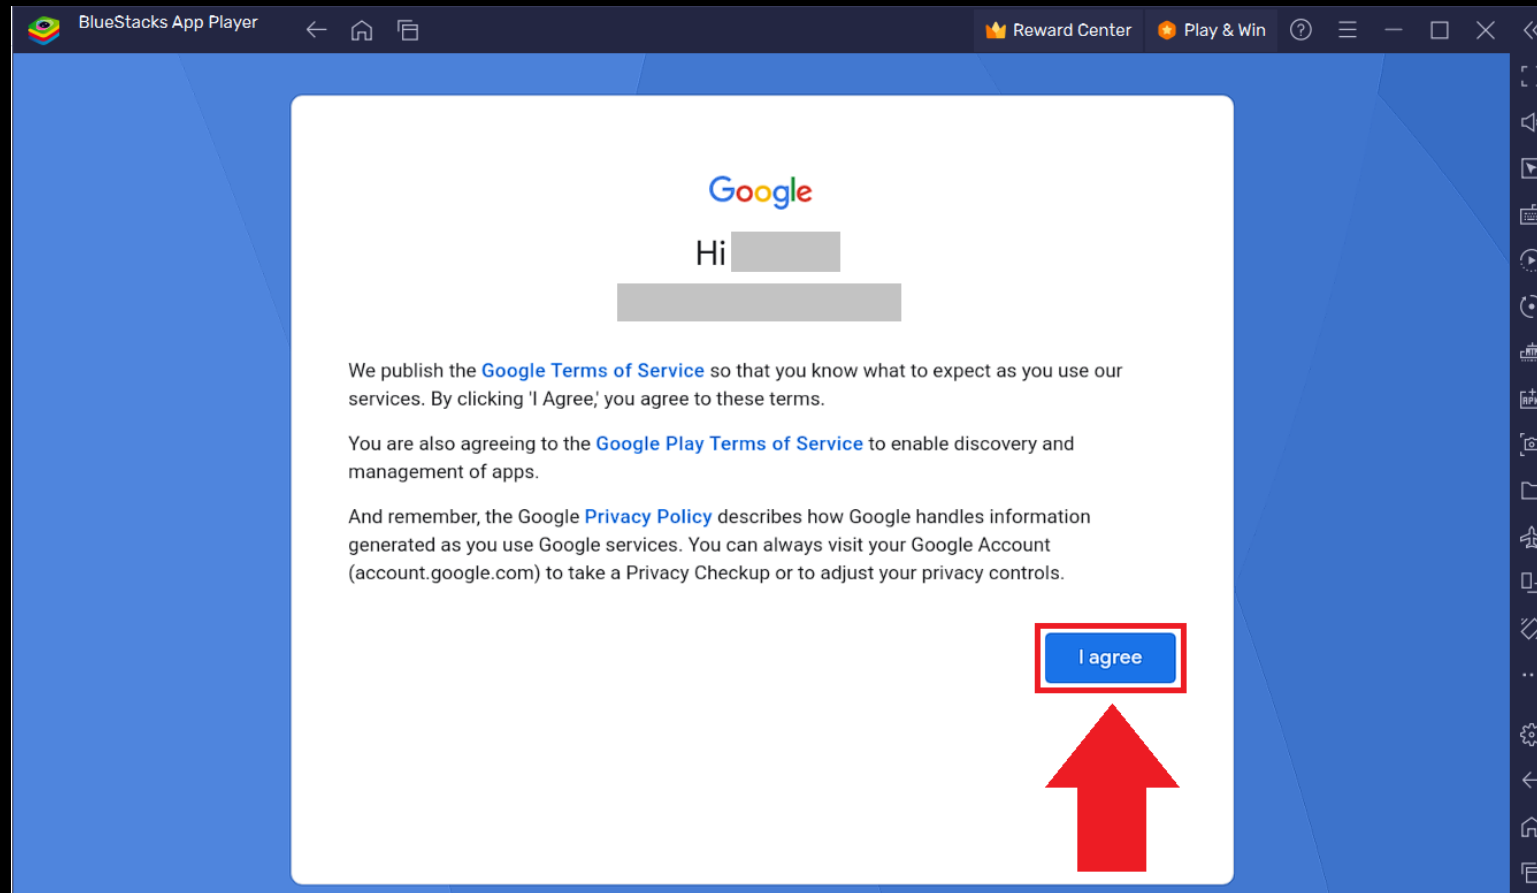 BlueStacks App Player
Reward Center
Play & Win
Google
Hi
We publish the Google Terms of Service so that you know what to expect as you use our
services. By clicking 'I Agree,' you agree to these terms.
You are also agreeing to the Google Play Terms of Service to enable discovery and
management of apps.
And remember, the Google Privacy Policy describes how Google handles information
generated as you use Google services. You can always visit your Google Account
(account.google.com) to take a Privacy Checkup or to adjust your privacy controls.
I agree